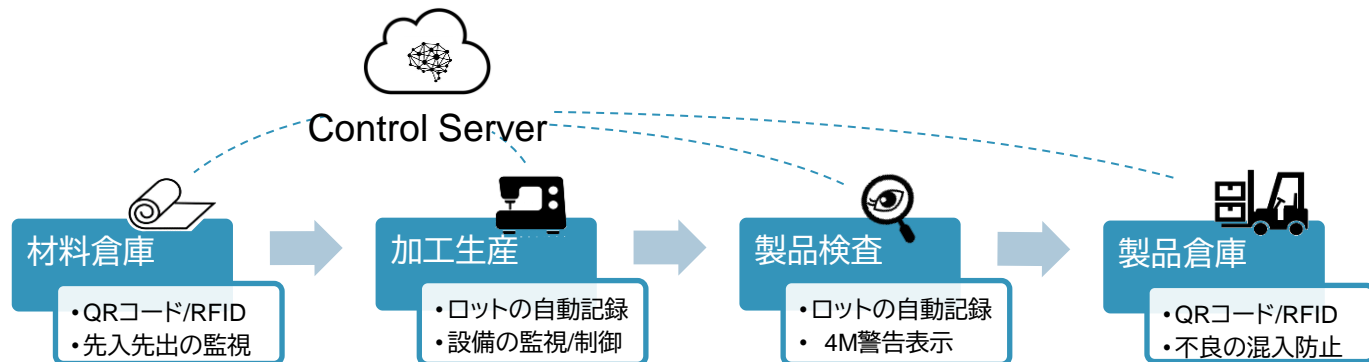 Control Server
材料倉庫
•QRコード/RFID
•先入先出の監視
加工生産
•ロットの自動記録
•設備の監視/制御
製品検査
•ロットの自動記録
• 4M警告表示
製品倉庫
•QRコード/RFID
•不良の混入防止